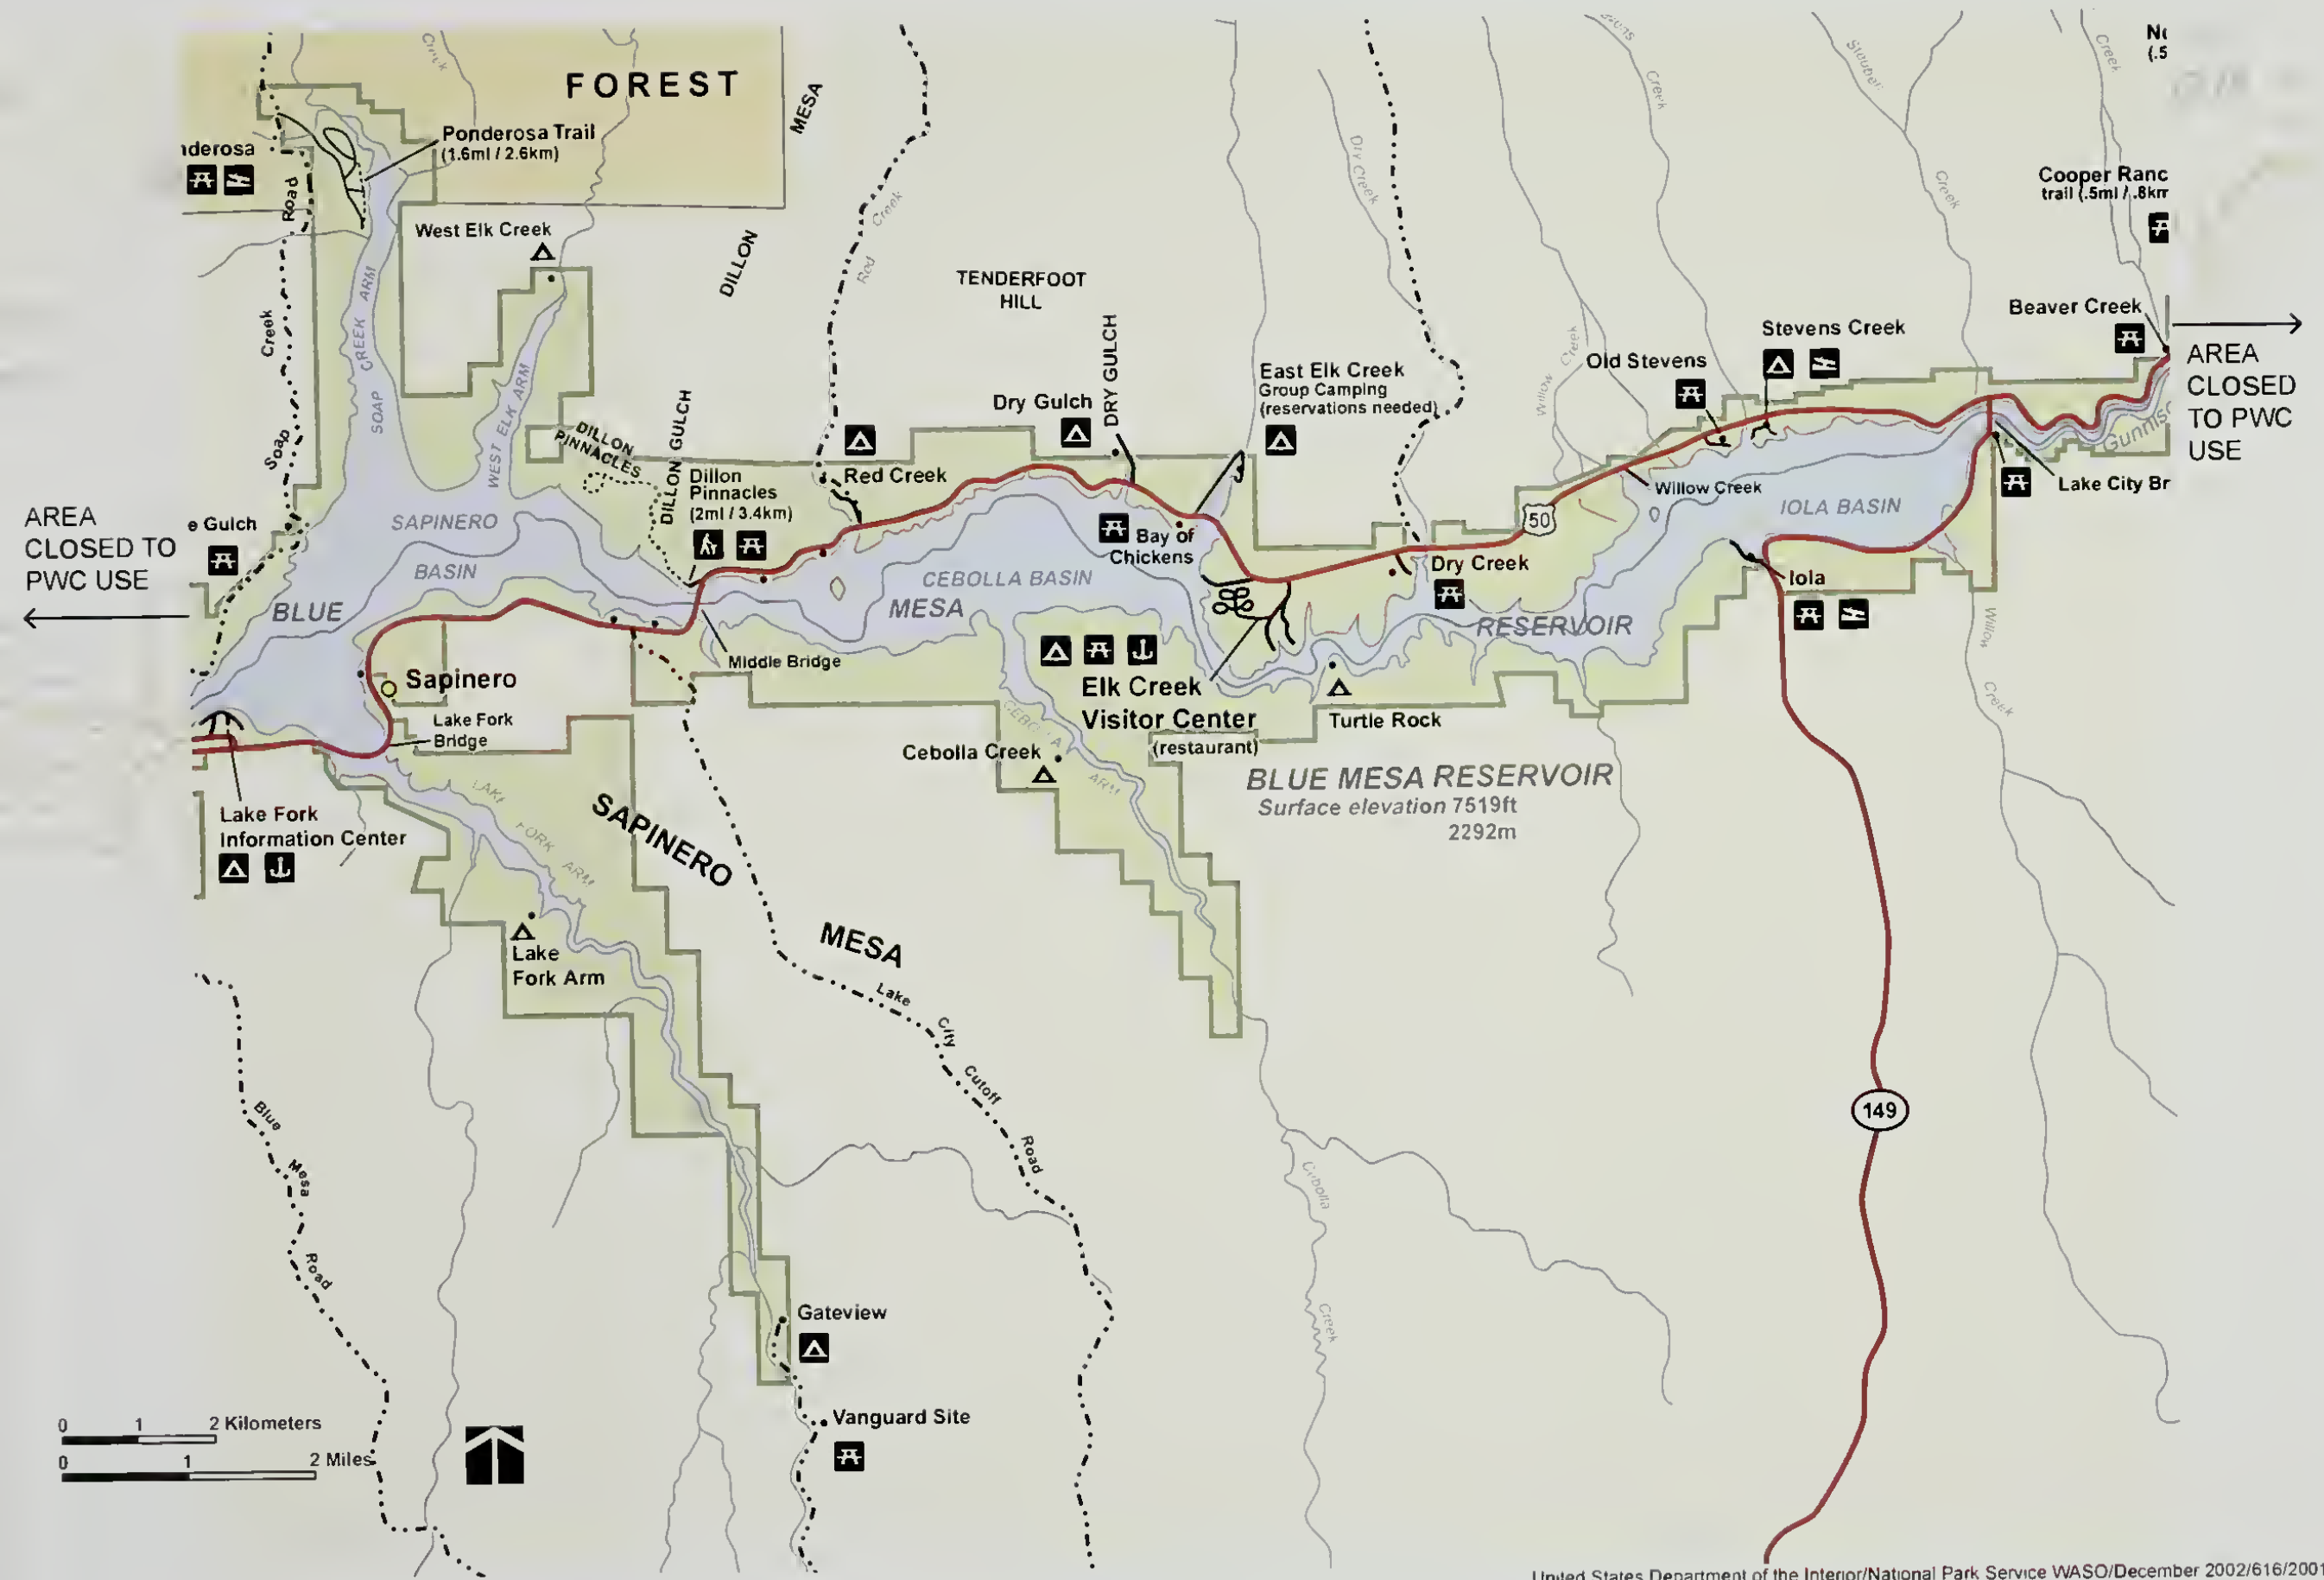 FOREST
MESA
DILLON
Creek
Ponderosa Trail
(1.6mi / 2.6km)
nderosa
Road
Creek
Soap
West Elk Creek
SOAP CREEK ARM
WEST ELK ARM
Red Creek
TENDERFOOT
HILL
DRY GULCH
Dry Creek
Creek
Steuben
Creek
Creek
Cooper Ranc
trail (.5mi / .8km
Beaver Creek
AREA
CLOSED
TO PWC
USE
Stevens Creek
Old Stevens
Willow Creek
East Elk Creek
Group Camping
(reservations needed)
Dry Gulch
DILLON
PINNACLES
DILLON GULCH
Dillon
Pinnacles
(2mi / 3.4km)
Red Creek
AREA
CLOSED TO
PWC USE
e Gulch
SAPINERO
BASIN
BLUE
CEBOLLA BASIN
MESA
Bay of
Chickens
50
Willow Creek
IOLA BASIN
Lake City Br
Dry Creek
Iola
RESERVOIR
Middle Bridge
Sapinero
Lake Fork
Bridge
Elk Creek
Visitor Center
(restaurant)
Turtle Rock
Cebolla Creek
CEBOLLA
ARM
BLUE MESA RESERVOIR
Surface elevation 7519ft
2292m
Willow
Creek
Lake Fork
Information Center
LAKE
FORK
ARM
SAPINERO
MESA
Lake
Fork Arm
Lake
City
Cutoff
Road
149
Blue
Mesa
Road
Cebolla
Creek
Gateview
Vanguard Site
0 1 2 Kilometers
0 1 2 Miles
United States Department of the Interior/National Park Service WASO/December 2002/616/2001